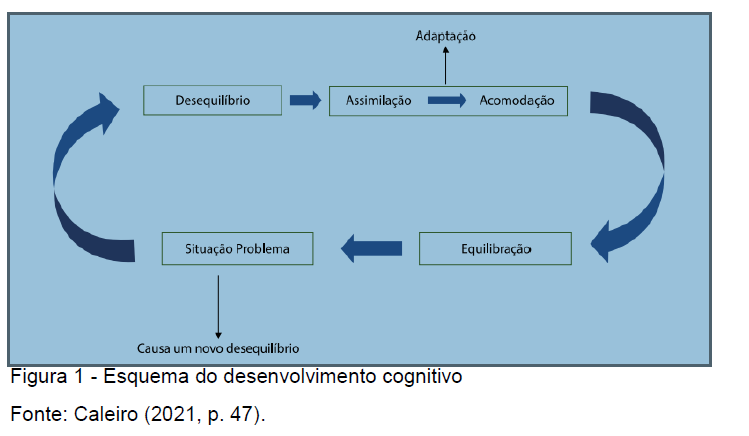 Adaptação
Desequilíbrio
Assimilação
Acomodação
Situação Problema
Equilibração
Causa um novo desequilíbrio
Figura 1 - Esquema do desenvolvimento cognitivo
Fonte: Caleiro (2021, p. 47).